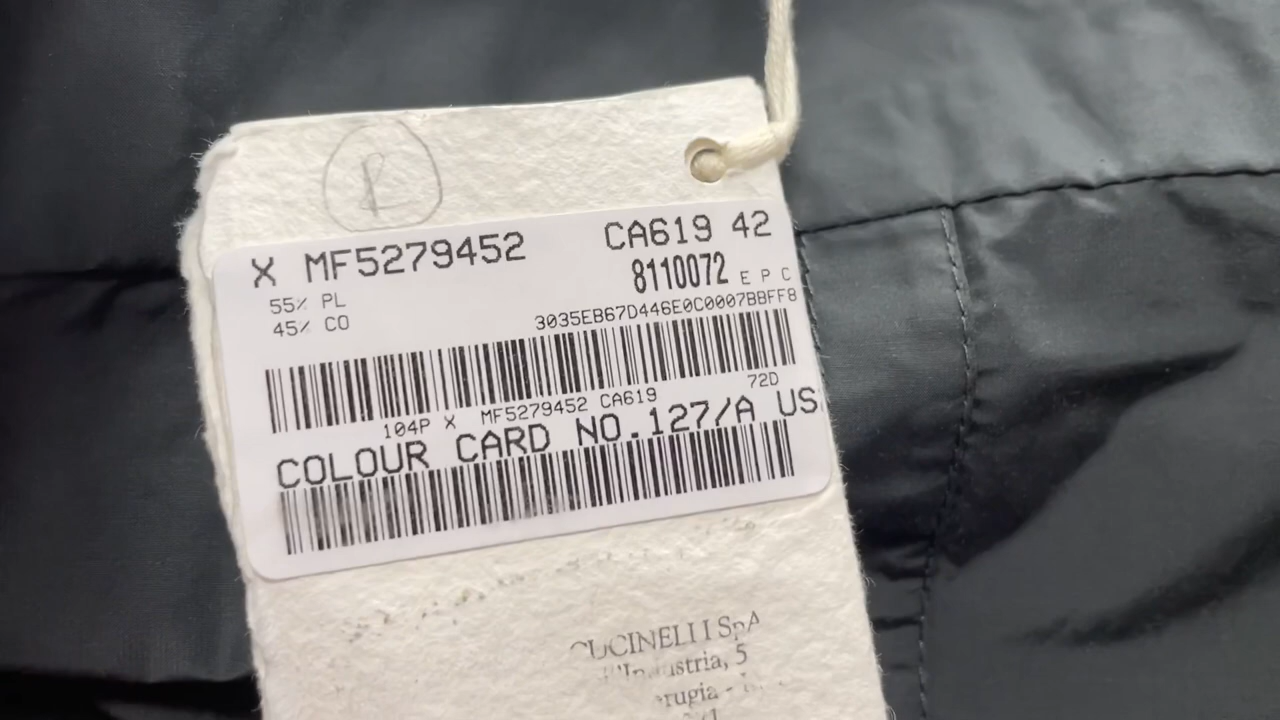 R
X MF5279452 CA619 42
55% PL 8110072 EPC
45% CO 3035EB67D446E0C0007BBFF8
72D
104P X MF5279452 CA619
COLOUR CARD NO.127/A US
CUCINELLI SpA
5